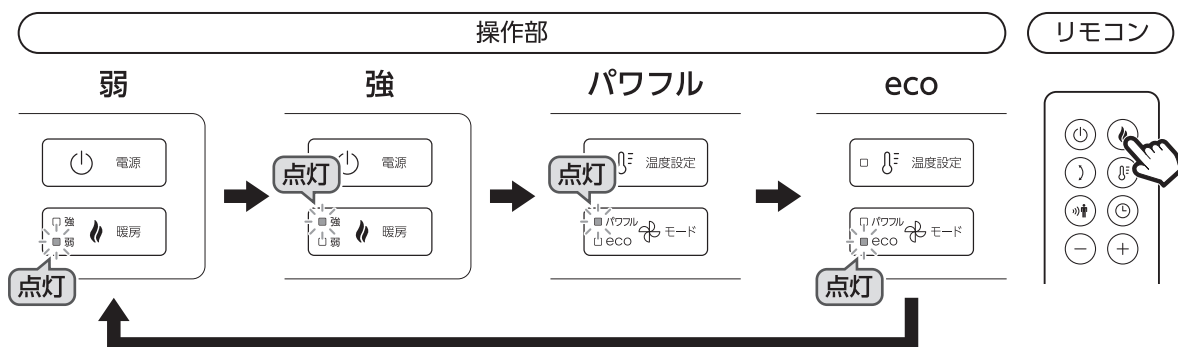 操作部
リモコン
弱
強
パワフル
eco
電源
強
弱
暖房
点灯
電源
点灯
強
弱
暖房
温度設定
点灯
パワフル
eco
モード
温度設定
パワフル
eco
モード
点灯